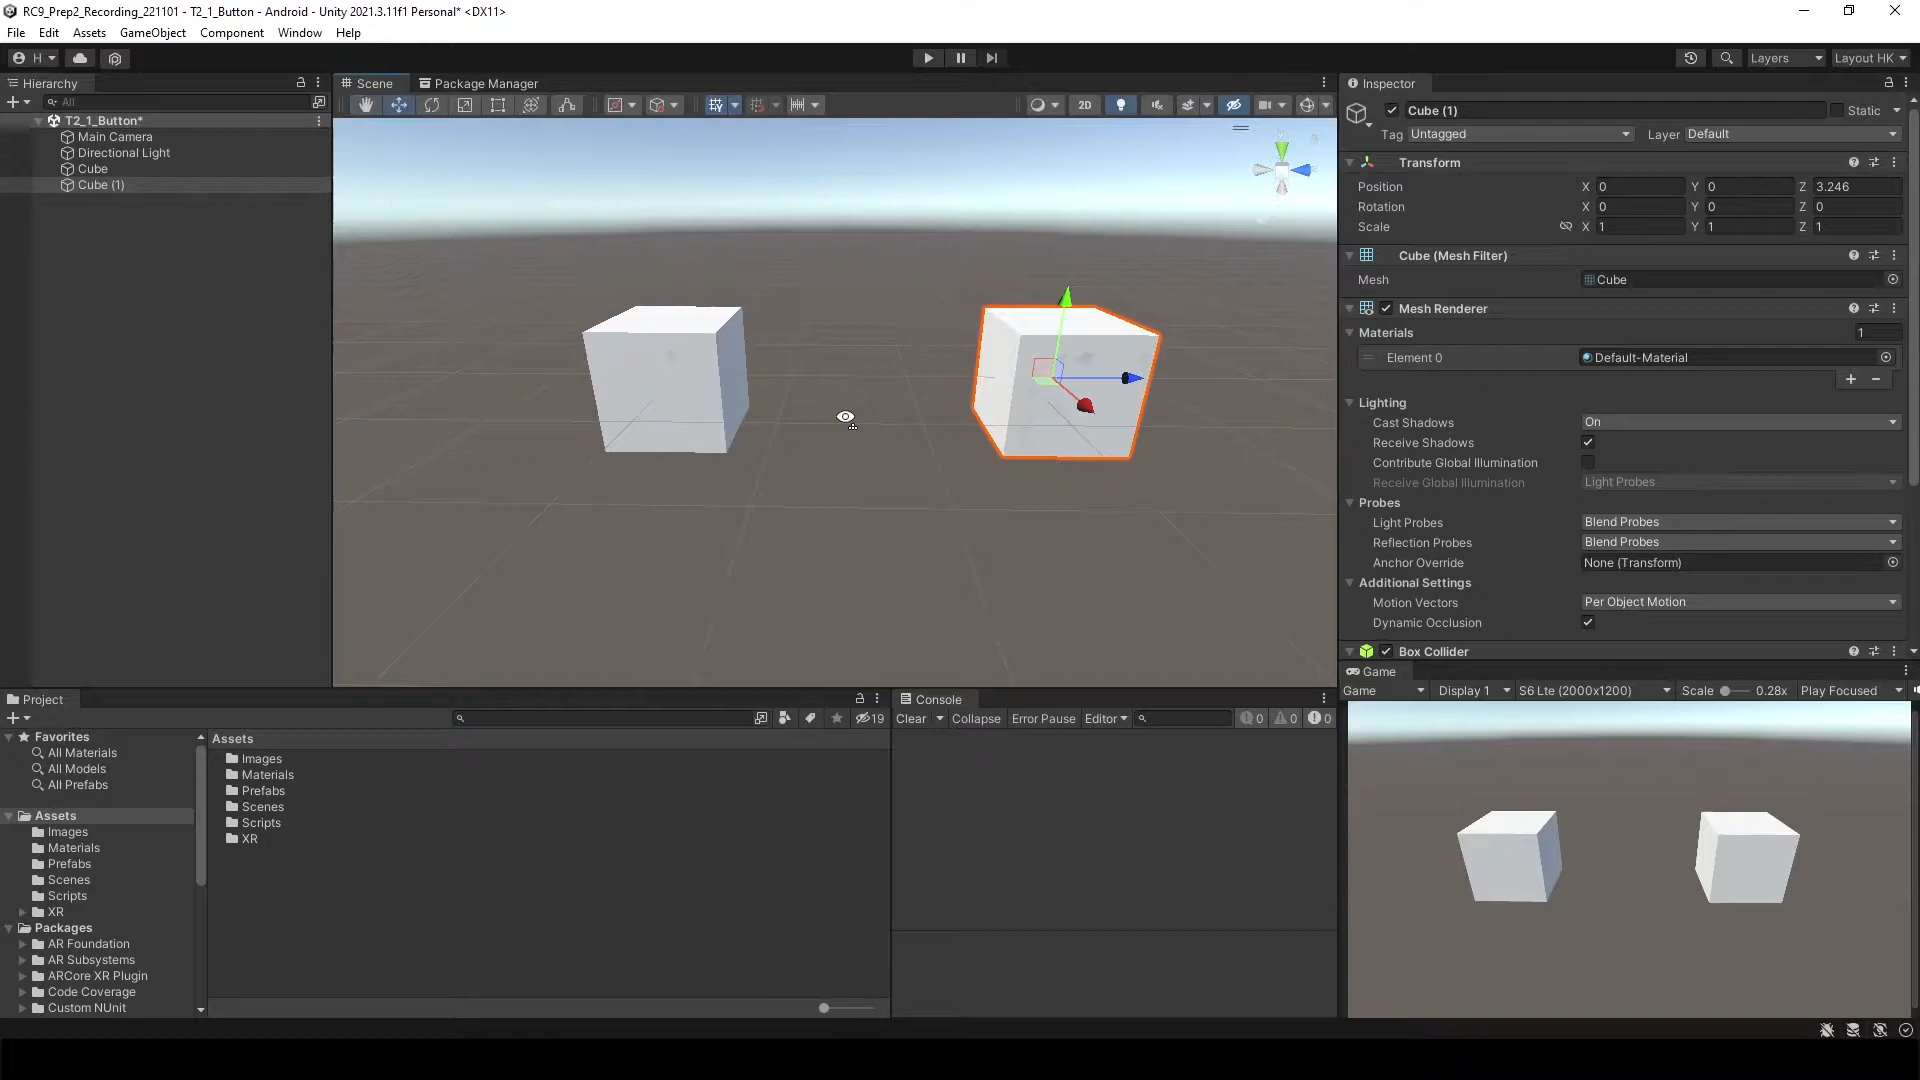 RC9_Prep2_Recording_221101 - T2_1_Button - Android - Unity 2021.3.11f1 Personal* <DX11>
File Edit Assets GameObject Component Window Help
H
Layers
Layout HK
Hierarchy
All
T2_1_Button*
Main Camera
Directional Light
Cube
Cube (1)
Scene
Package Manager
2D
Inspector
Cube (1)
Static
Tag Untagged
Layer Default
Transform
Position X 0 Y 0 Z 3.246
Rotation X 0 Y 0 Z 0
Scale X 1 Y 1 Z 1
Cube (Mesh Filter)
Mesh Cube
Mesh Renderer
Materials 1
Element 0 Default-Material
Lighting
Cast Shadows On
Receive Shadows
Contribute Global Illumination
Receive Global Illumination Light Probes
Probes
Light Probes Blend Probes
Reflection Probes Blend Probes
Anchor Override None (Transform)
Additional Settings
Motion Vectors Per Object Motion
Dynamic Occlusion
Box Collider
Game
Game Display 1 S6 Lte (2000x1200) Scale 0.28x Play Focused
Project
19
Favorites
All Materials
All Models
All Prefabs
Assets
Images
Materials
Prefabs
Scenes
Scripts
XR
Packages
AR Foundation
AR Subsystems
ARCore XR Plugin
Code Coverage
Custom NUnit
Assets
Images
Materials
Prefabs
Scenes
Scripts
XR
Console
Clear Collapse Error Pause Editor 0 0 0